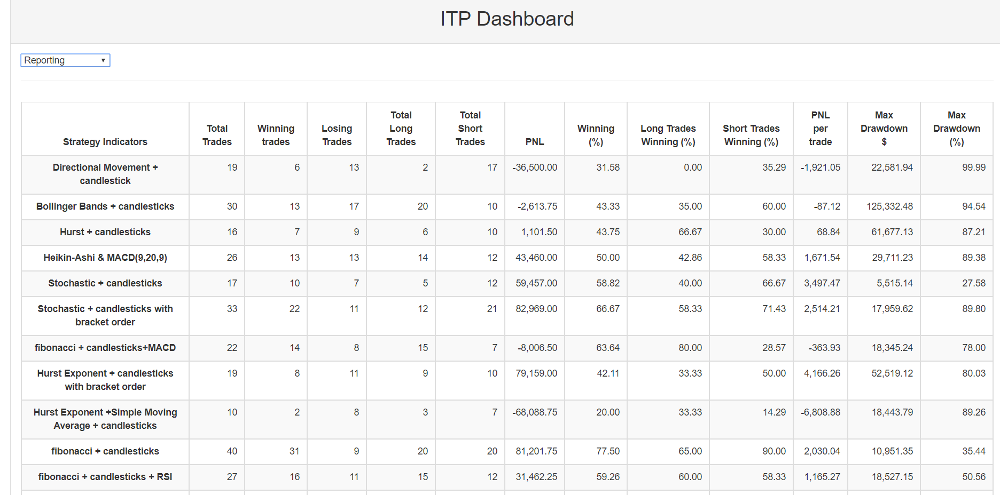 ITP Dashboard
Reporting
Strategy Indicators Total Trades Winning trades Losing Trades Total Long Trades Total Short Trades PNL Winning (%) Long Trades Winning (%) Short Trades Winning (%) PNL per trade Max Drawdown $ Max Drawdown (%)
Directional Movement + candlestick 19 6 13 2 17 -36,500.00 31.58 0.00 35.29 -1,921.05 22,581.94 99.99
Bollinger Bands + candlesticks 30 13 17 20 10 -2,613.75 43.33 35.00 60.00 -87.12 125,332.48 94.54
Hurst + candlesticks 16 7 9 6 10 1,101.50 43.75 66.67 30.00 68.84 61,677.13 87.21
Heikin-Ashi & MACD(9,20,9) 26 13 13 14 12 43,460.00 50.00 42.86 58.33 1,671.54 29,711.23 89.38
Stochastic + candlesticks 17 10 7 5 12 59,457.00 58.82 40.00 66.67 3,497.47 5,515.14 27.58
Stochastic + candlesticks with bracket order 33 22 11 12 21 82,969.00 66.67 58.33 71.43 2,514.21 17,959.62 89.80
fibonacci + candlesticks+MACD 22 14 8 15 7 -8,006.50 63.64 80.00 28.57 -363.93 18,345.24 78.00
Hurst Exponent + candlesticks with bracket order 19 8 11 9 10 79,159.00 42.11 33.33 50.00 4,166.26 52,519.12 80.03
Hurst Exponent +Simple Moving Average + candlesticks 10 2 8 3 7 -68,088.75 20.00 33.33 14.29 -6,808.88 18,443.79 89.26
fibonacci + candlesticks 40 31 9 20 20 81,201.75 77.50 65.00 90.00 2,030.04 10,951.35 35.44
fibonacci + candlesticks + RSI 27 16 11 15 12 31,462.25 59.26 60.00 58.33 1,165.27 18,527.15 50.56